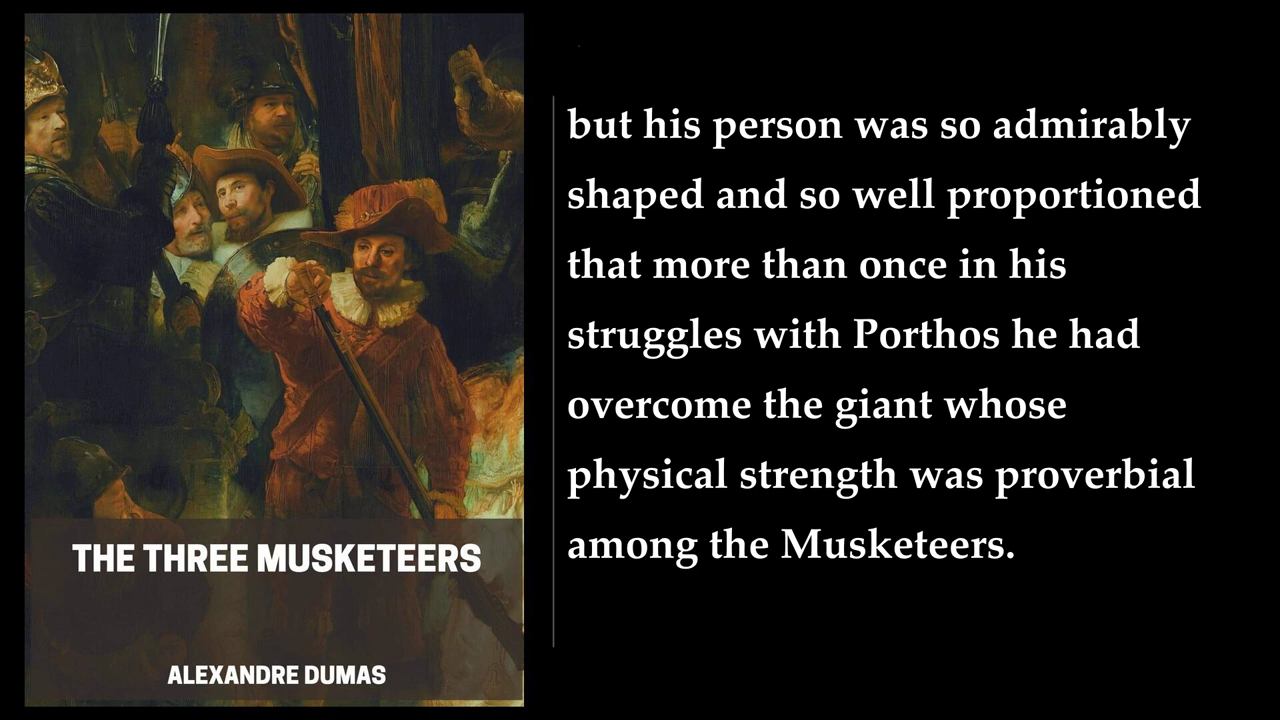 THE THREE MUSKETEERS
ALEXANDRE DUMAS
but his person was so admirably
shaped and so well proportioned
that more than once in his
struggles with Porthos he had
overcome the giant whose
physical strength was proverbial
among the Musketeers.